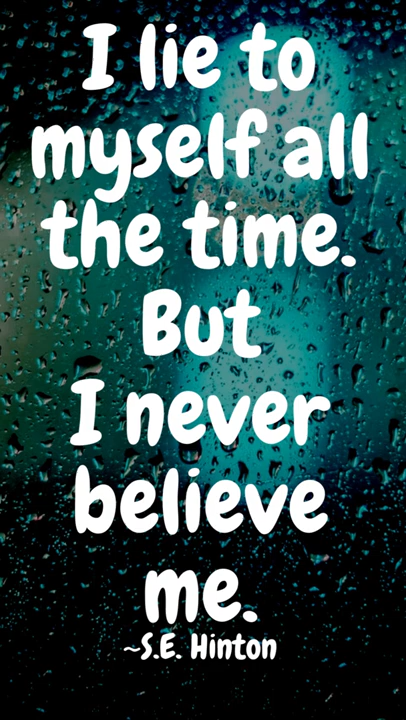 I lie to
myself all
the time.
But
I never
believe
me.
~S.E. Hinton